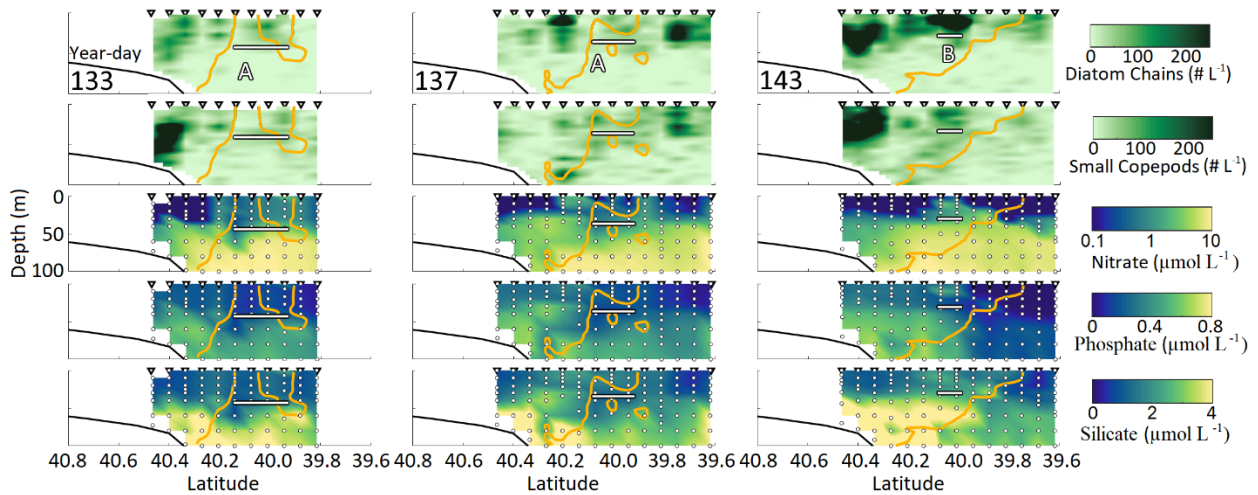 Year-day
133
A
137
A
143
B
0 100 200
Diatom Chains (# L⁻¹)
0 100 200
Small Copepods (# L⁻¹)
Depth (m)
0
50
100
0.1 1 10
Nitrate (µmol L⁻¹)
0 0.4 0.8
Phosphate (µmol L⁻¹)
0 2 4
Silicate (µmol L⁻¹)
40.8 40.6 40.4 40.2 40.0 39.8 39.6
Latitude
40.8 40.6 40.4 40.2 40.0 39.8 39.6
Latitude
40.8 40.6 40.4 40.2 40.0 39.8 39.6
Latitude